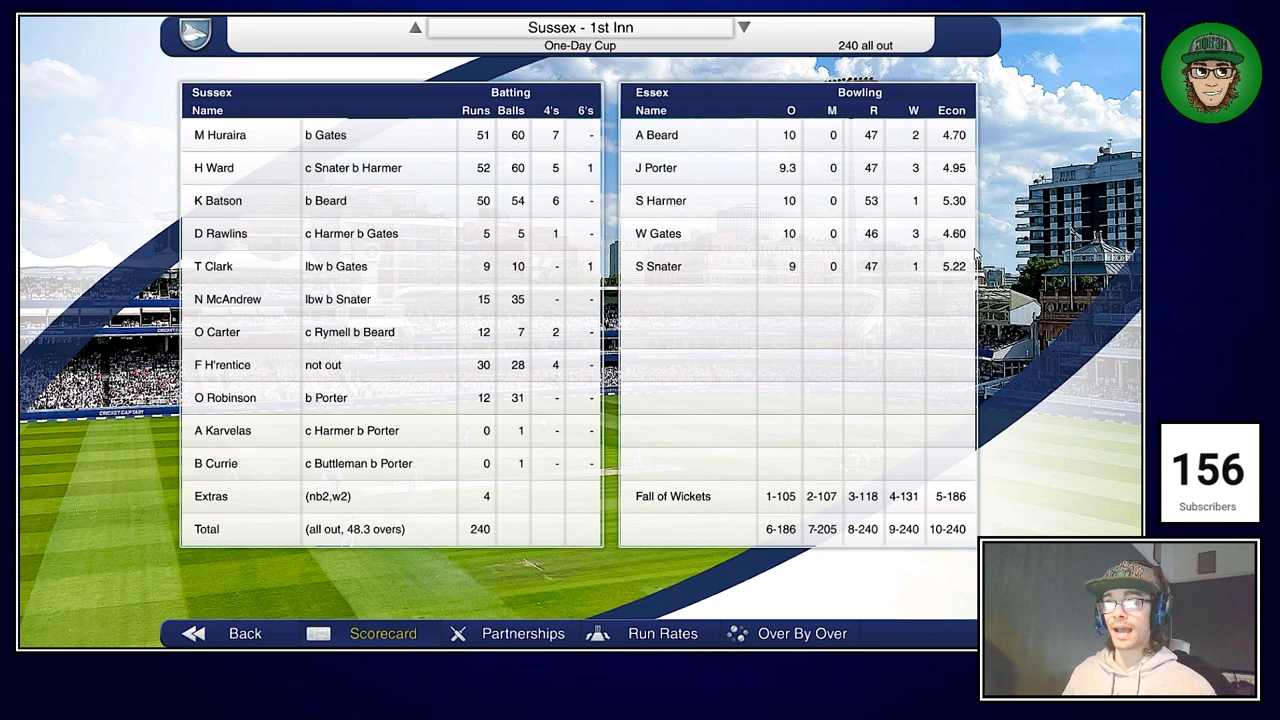 ▲ Sussex - 1st Inn ▼
One-Day Cup 240 all out
Sussex Batting
Name Runs Balls 4's 6's
M Huraira b Gates 51 60 7 -
H Ward c Snater b Harmer 52 60 5 1
K Batson b Beard 50 54 6 -
D Rawlins c Harmer b Gates 5 5 1 -
T Clark lbw b Gates 9 10 - 1
N McAndrew lbw b Snater 15 35 - -
O Carter c Rymell b Beard 12 7 2 -
F H'rentice not out 30 28 4 -
O Robinson b Porter 12 31 - -
A Karvelas c Harmer b Porter 0 1 - -
B Currie c Buttleman b Porter 0 1 - -
Extras (nb2,w2) 4
Total (all out, 48.3 overs) 240
Essex Bowling
Name O M R W Econ
A Beard 10 0 47 2 4.70
J Porter 9.3 0 47 3 4.95
S Harmer 10 0 53 1 5.30
W Gates 10 0 46 3 4.60
S Snater 9 0 47 1 5.22
Fall of Wickets 1-105 2-107 3-118 4-131 5-186
6-186 7-205 8-240 9-240 10-240
CRICKET CAPTAIN
Back Scorecard Partnerships Run Rates Over By Over
156
Subscribers